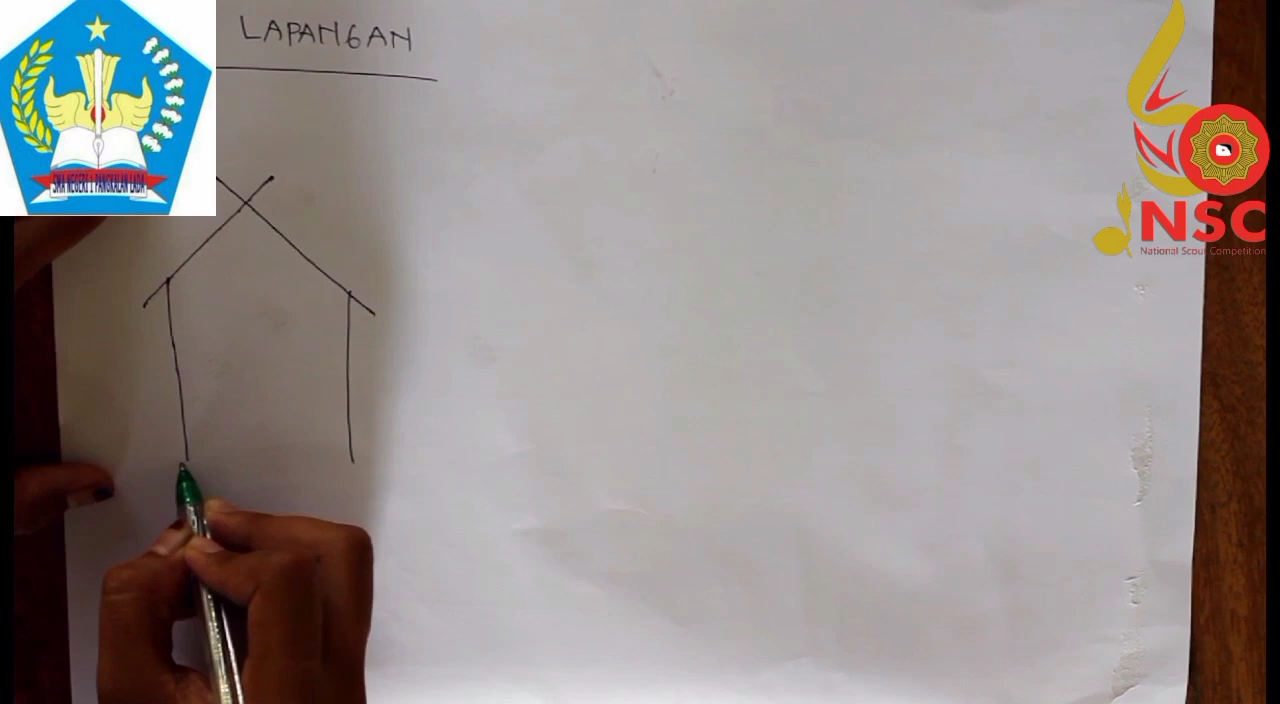 LAPANGAN
SMA NEGERI 1 PANGKALAN LADA
NSC
National Scout Competition